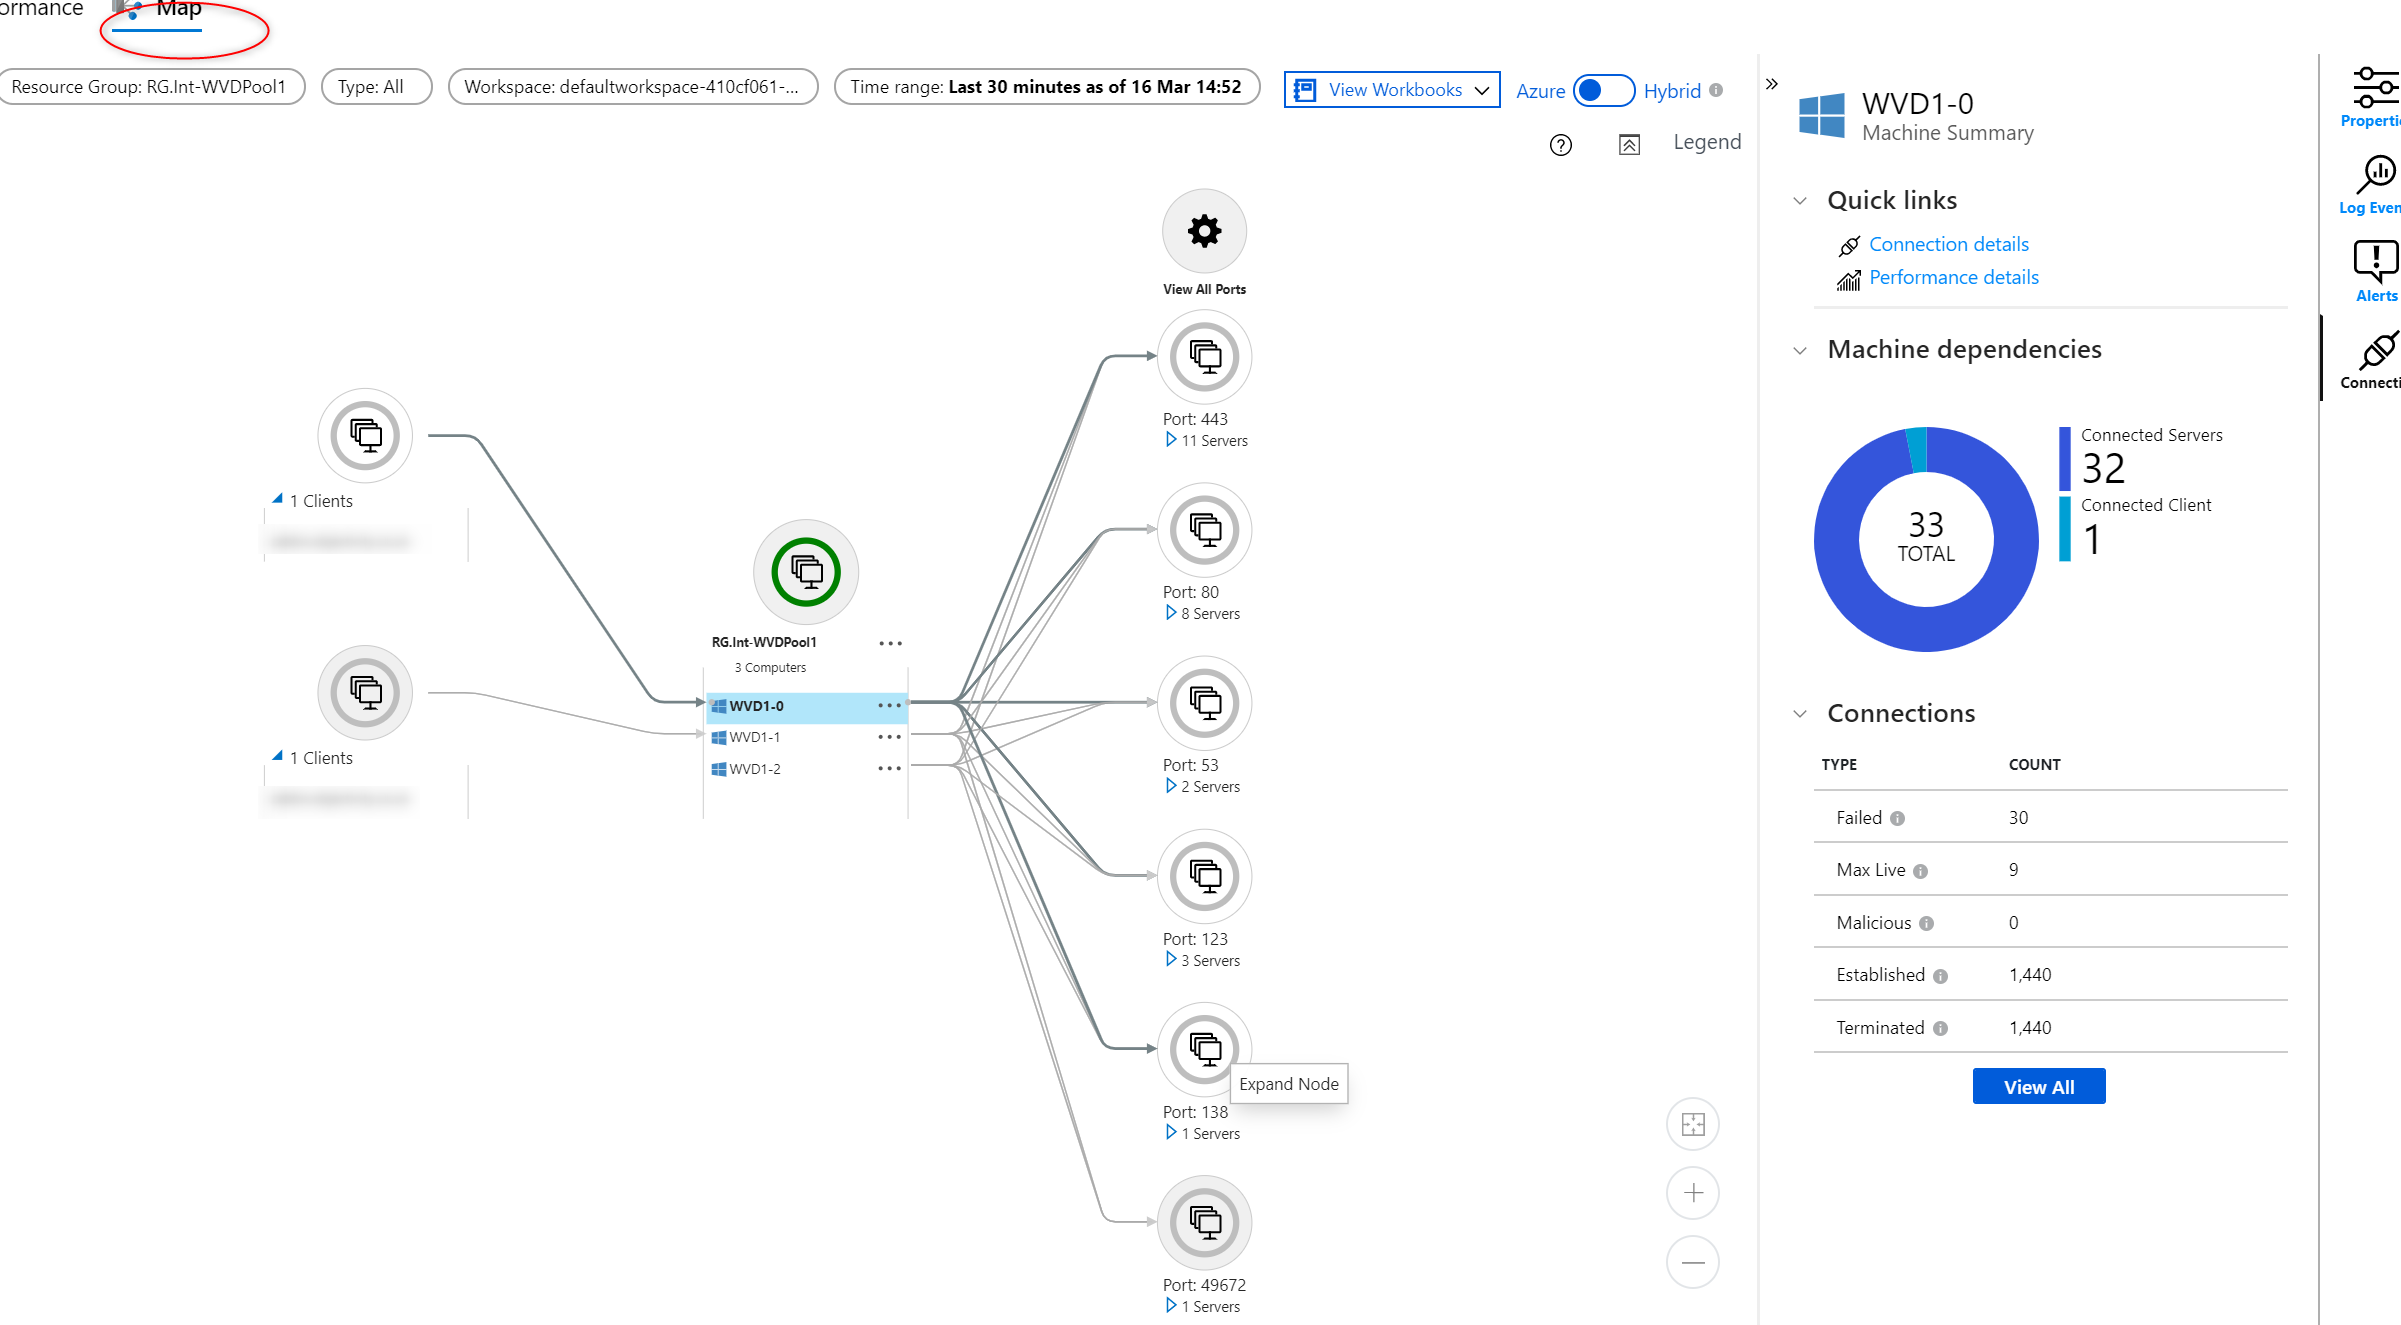 ormance Map
Resource Group: RG.Int-WVDPool1
Type: All
Workspace: defaultworkspace-410cf061-...
Time range: Last 30 minutes as of 16 Mar 14:52
View Workbooks
Azure
Hybrid
Legend
View All Ports
Port: 443
11 Servers
Port: 80
8 Servers
Port: 53
2 Servers
Port: 123
3 Servers
Port: 138
1 Servers
Expand Node
Port: 49672
1 Servers
1 Clients
1 Clients
RG.Int-WVDPool1
3 Computers
WVD1-0
WVD1-1
WVD1-2
WVD1-0
Machine Summary
Quick links
Connection details
Performance details
Machine dependencies
33
TOTAL
Connected Servers
32
Connected Client
1
Connections
TYPE COUNT
Failed 30
Max Live 9
Malicious 0
Established 1,440
Terminated 1,440
View All
Properti
Log Even
Alerts
Connecti